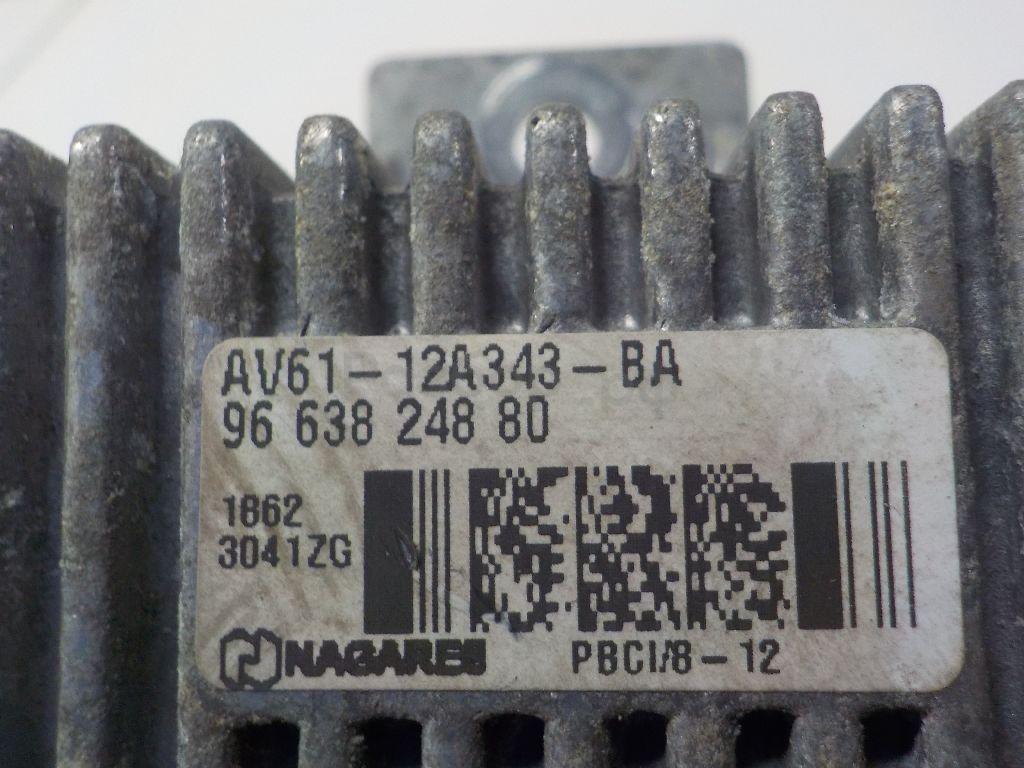 AV61-12A343-BA
96 638 248 80
1862
3041ZG
NAGARES
PBCI/8-12